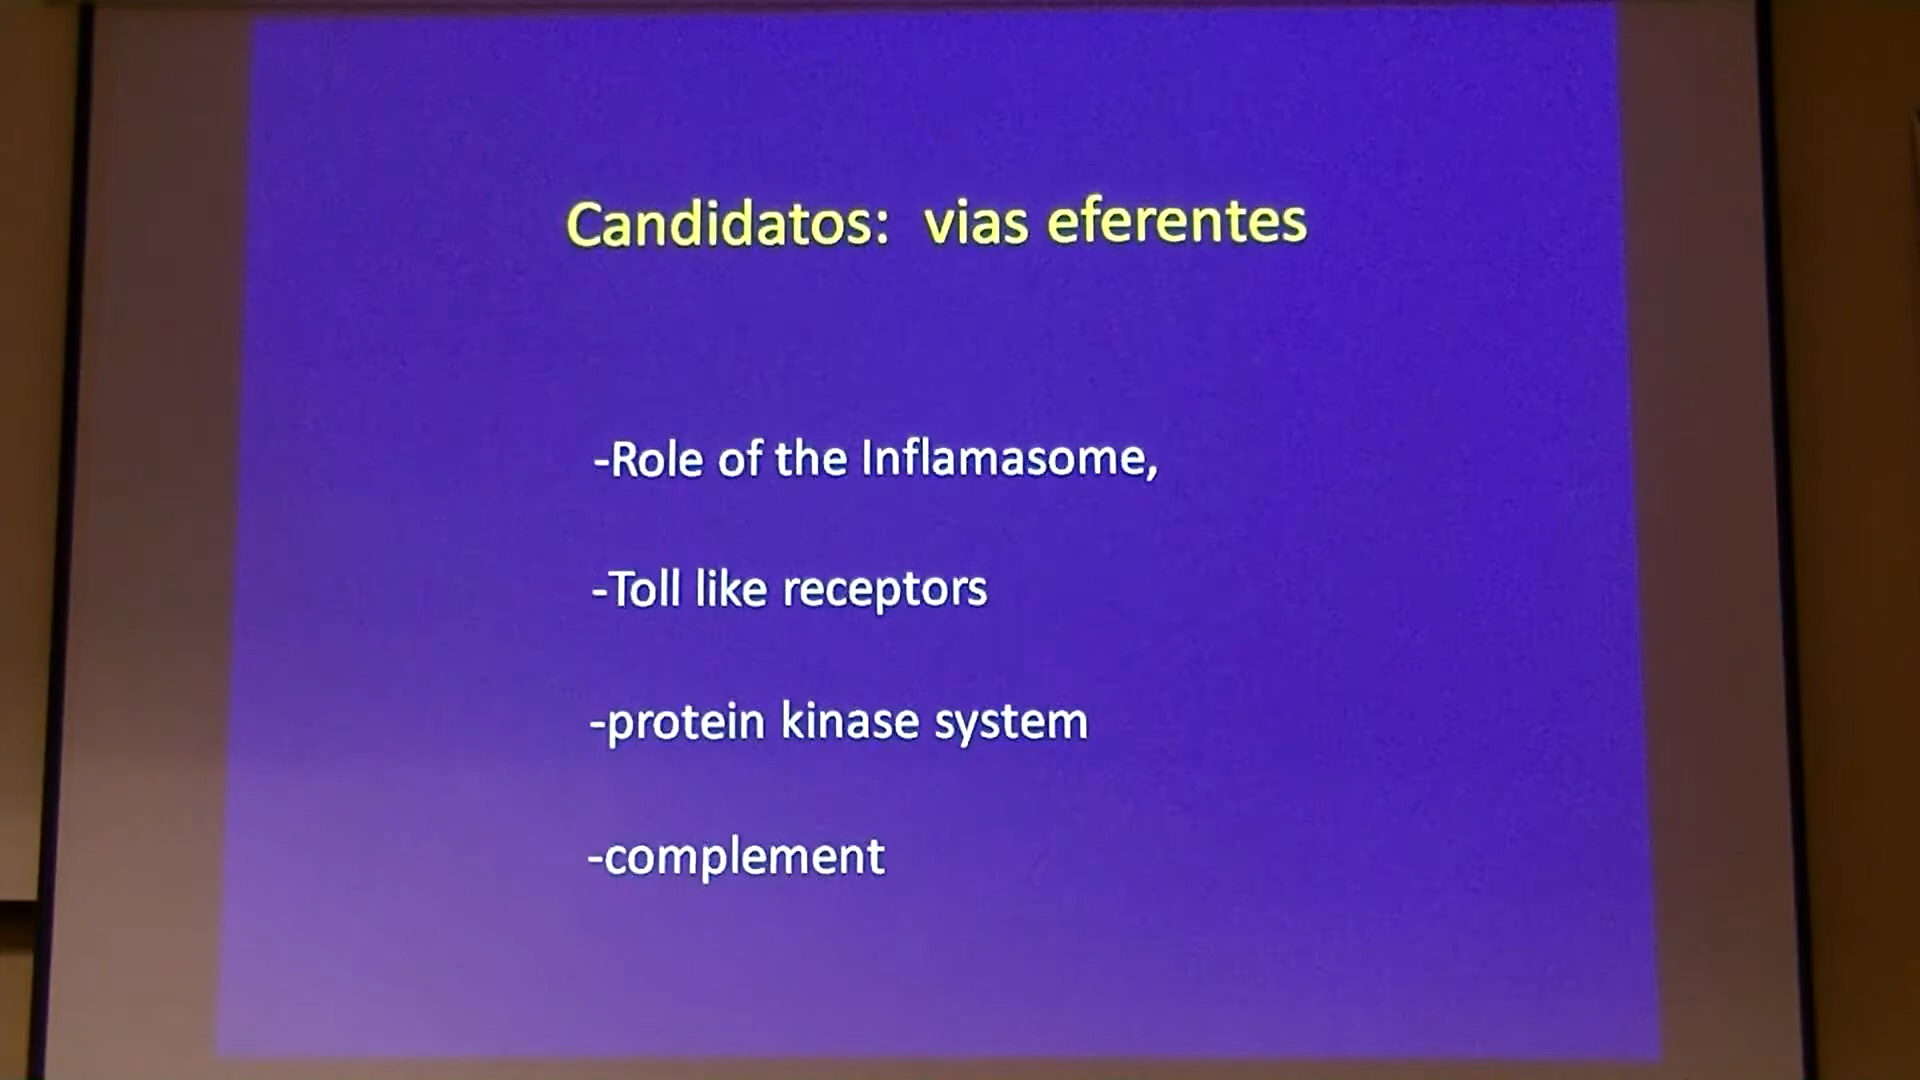 Candidatos: vias eferentes
-Role of the Inflamasome,
-Toll like receptors
-protein kinase system
-complement